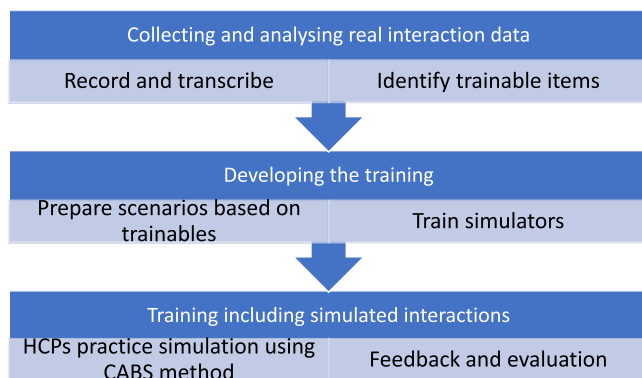 Collecting and analysing real interaction data
Record and transcribe
Identify trainable items
Developing the training
Prepare scenarios based on
trainables
Train simulators
Training including simulated interactions
HCPs practice simulation using
CABS method
Feedback and evaluation